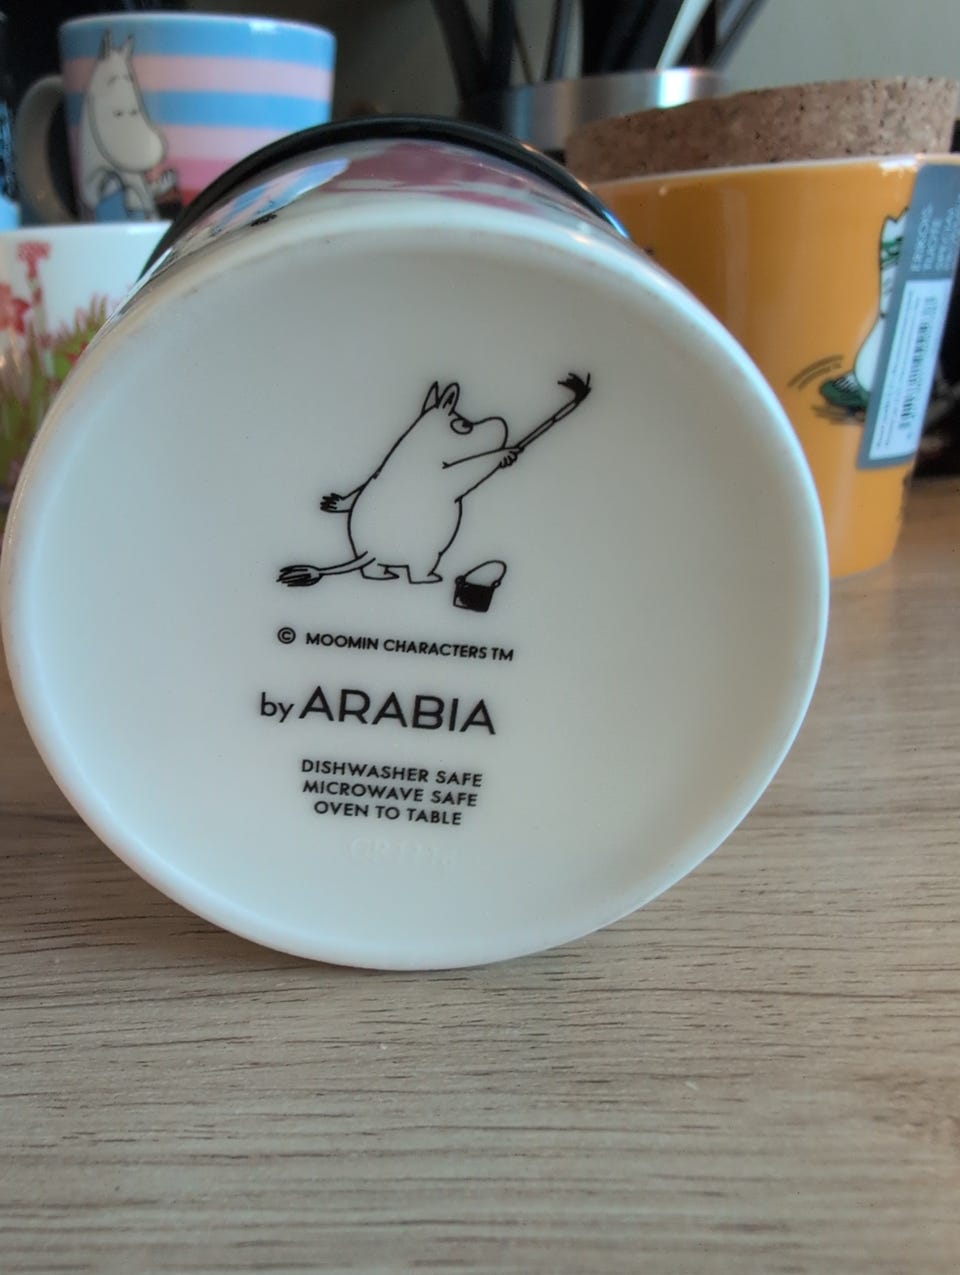 © MOOMIN CHARACTERS TM
by ARABIA
DISHWASHER SAFE
MICROWAVE SAFE
OVEN TO TABLE